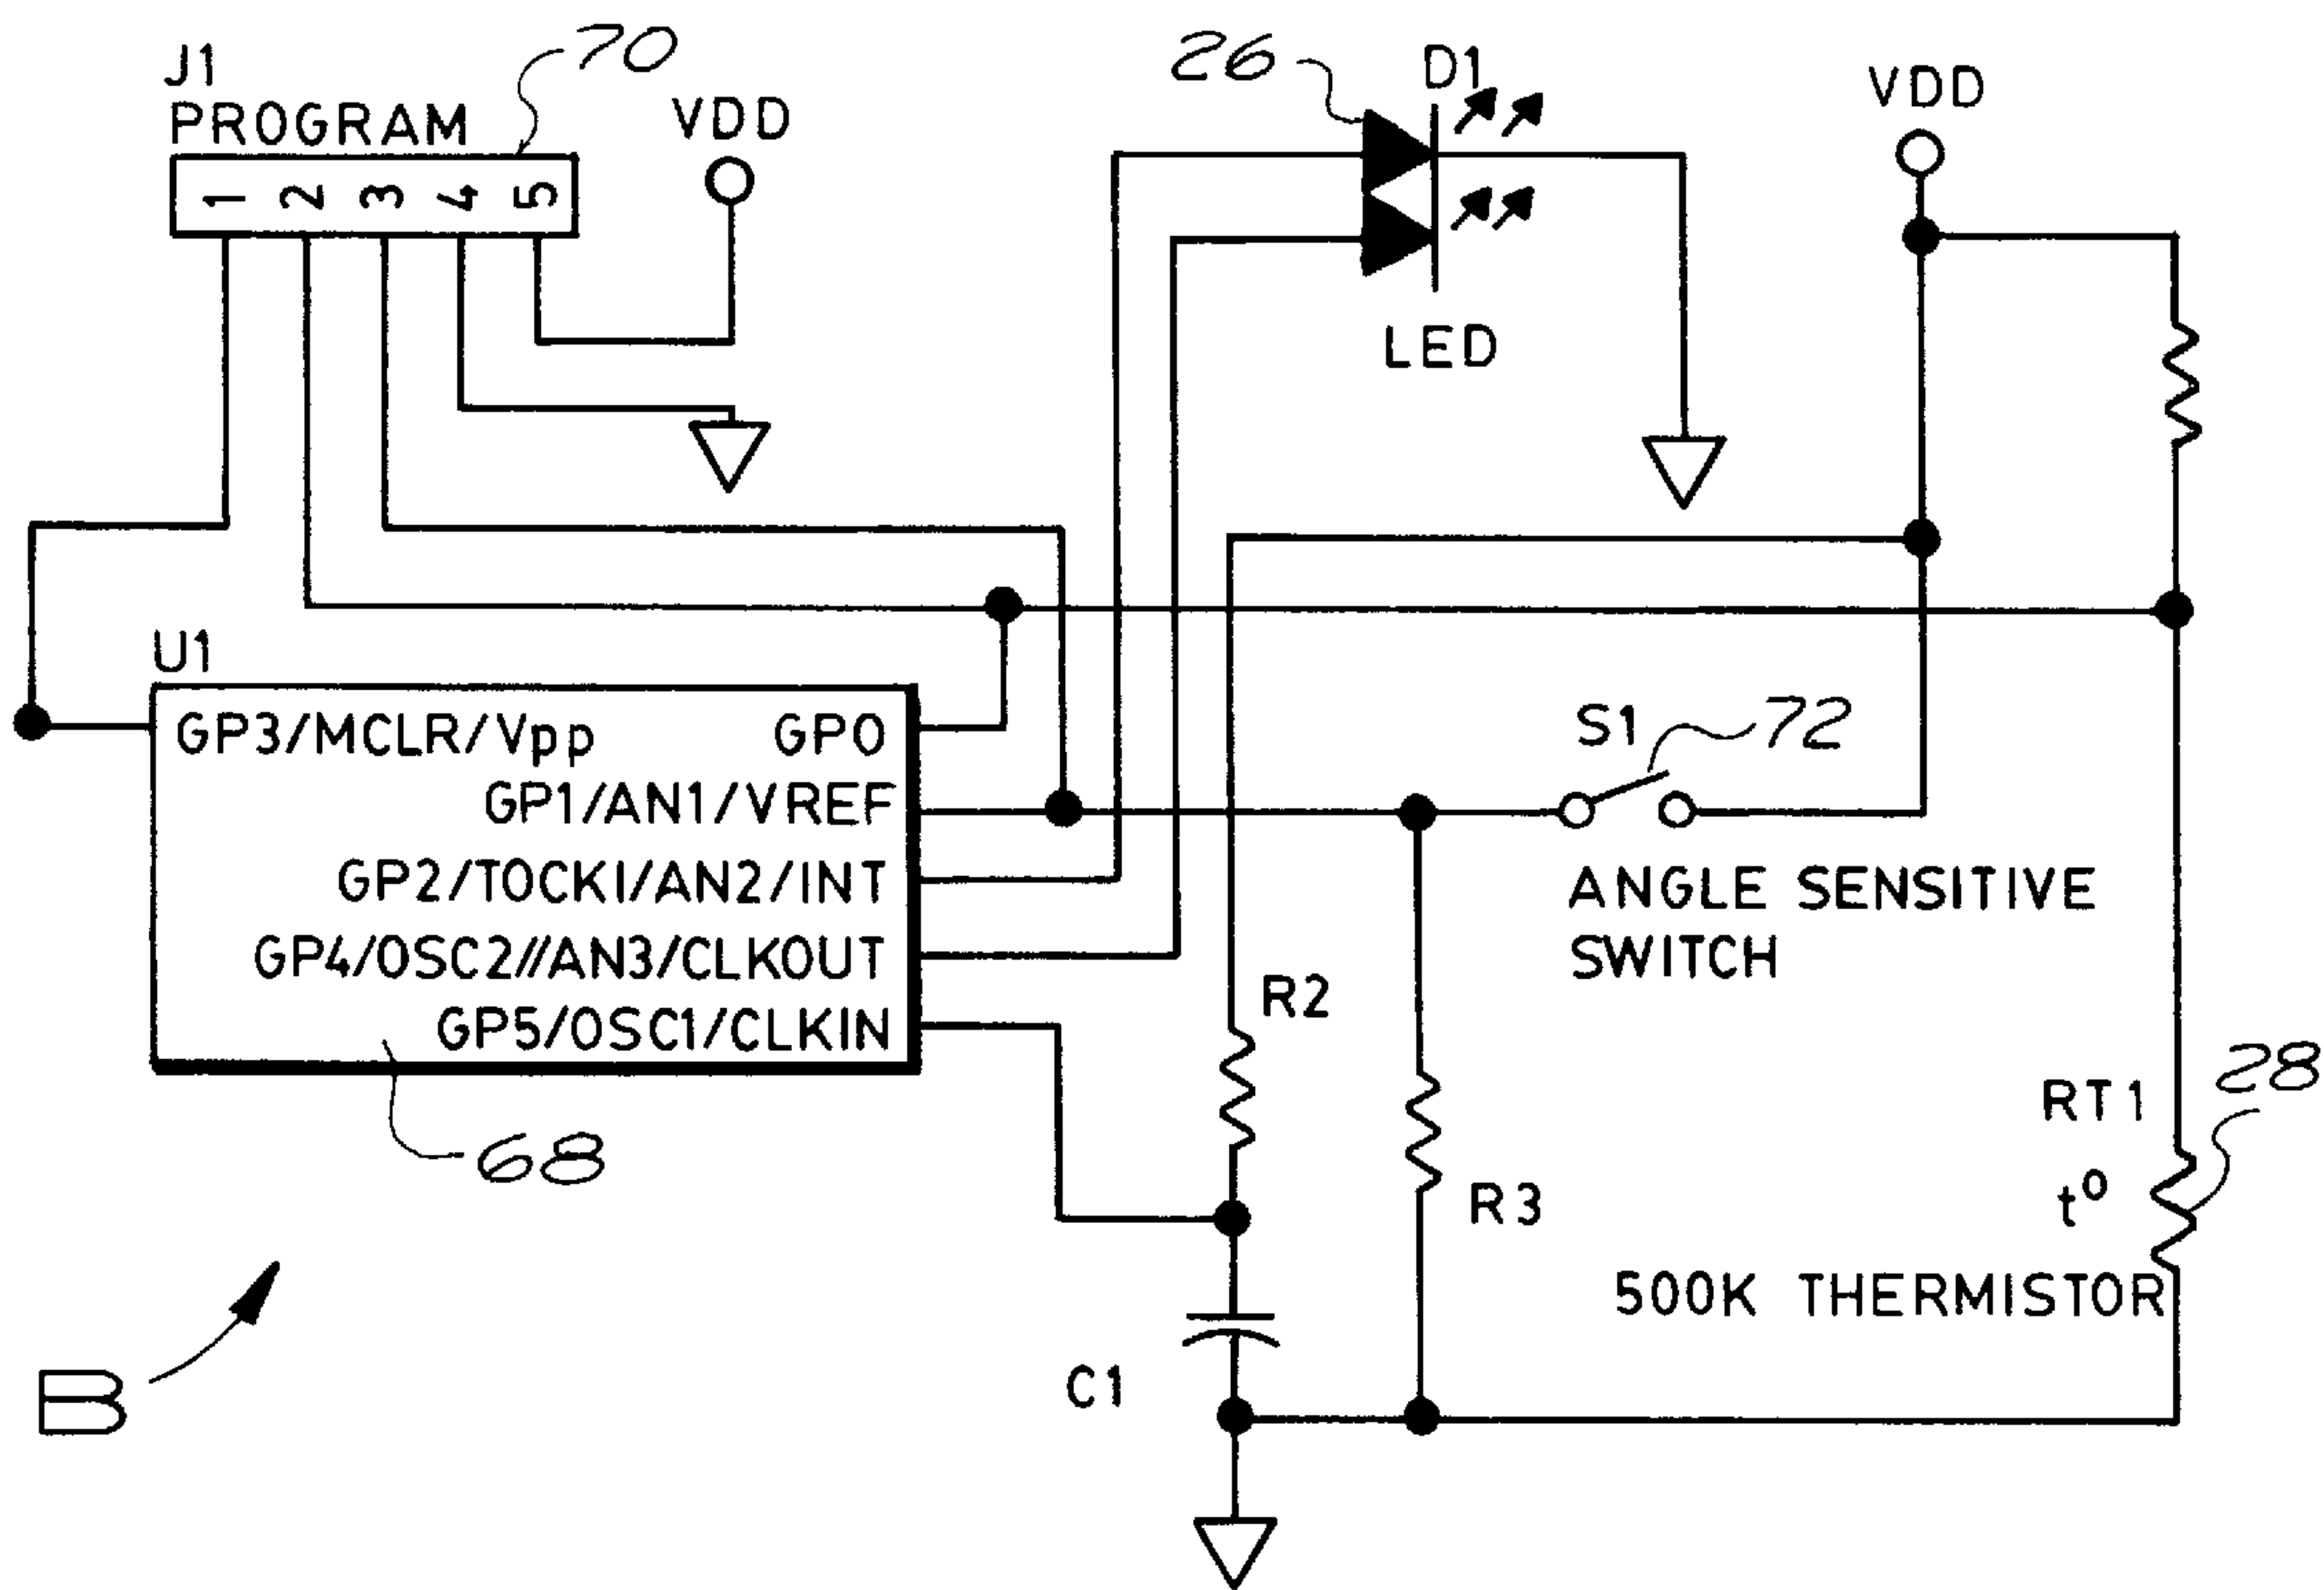 J1
PROGRAM
70
1 2 3 4 5
VDD
26
D1
LED
VDD
U1
GP3/MCLR/Vpp GPO
GP1/AN1/VREF
GP2/TOCKI/AN2/INT
GP4/OSC2//AN3/CLKOUT
GP5/OSC1/CLKIN
68
S1
72
ANGLE SENSITIVE
SWITCH
R2
R3
C1
RT1
28
t°
500K THERMISTOR
B